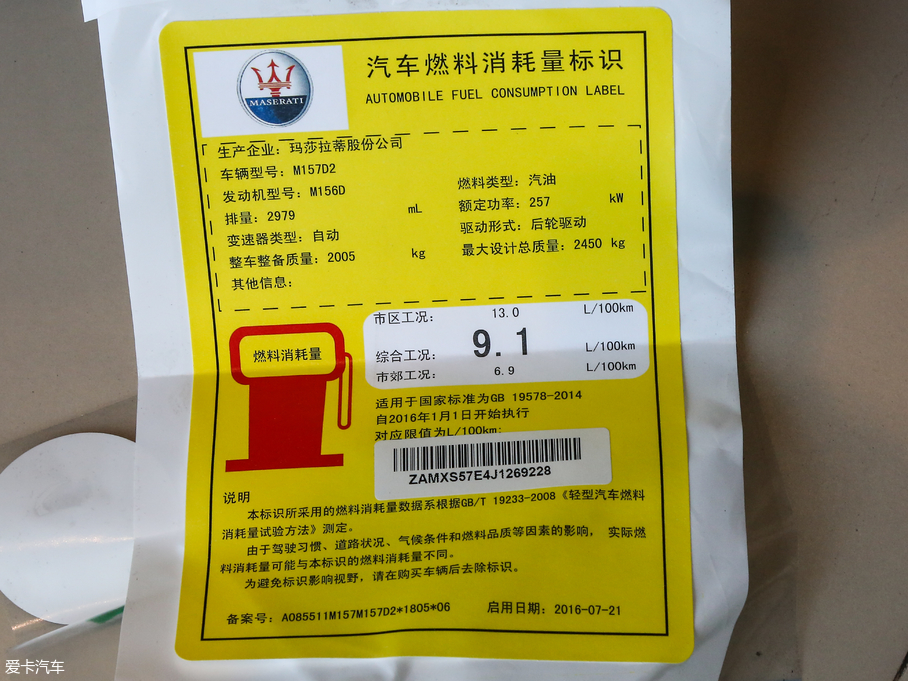 MASERATI
汽车燃料消耗量标识
AUTOMOBILE FUEL CONSUMPTION LABEL
生产企业：玛莎拉蒂股份公司
车辆型号：M157D2
发动机型号：M156D
燃料类型：汽油
排量：2979 mL
额定功率：257 kW
变速器类型：自动
驱动形式：后轮驱动
整车整备质量：2005 kg
最大设计总质量：2450 kg
其他信息：
燃料消耗量
市区工况： 13.0 L/100km
综合工况： 9.1 L/100km
市郊工况： 6.9 L/100km
适用于国家标准为GB 19578-2014
自2016年1月1日开始执行
对应限值为L/100km:
ZAMXS57E4J1269228
说明
本标识所采用的燃料消耗量数据系根据GB/T 19233-2008《轻型汽车燃料
消耗量试验方法》测定。
由于驾驶习惯、道路状况、气候条件和燃料品质等因素的影响， 实际燃
料消耗量可能与本标识的燃料消耗量不同。
为避免标识影响视野，请在购买车辆后去除标识。
备案号：A085511M157M157D2*1805*06 启用日期：2016-07-21
爱卡汽车